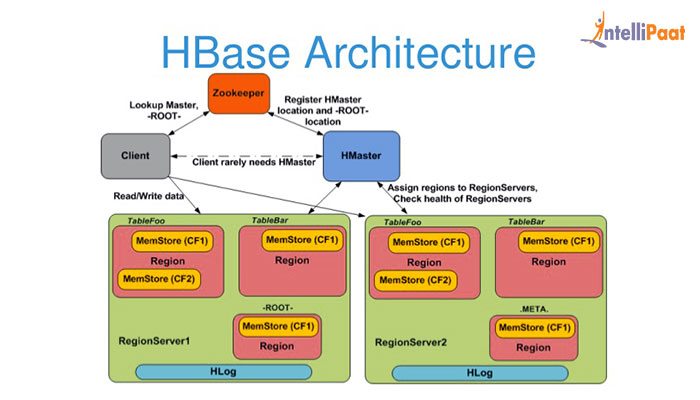 IntelliPaat
HBase Architecture
Zookeeper
Lookup Master,
-ROOT-
Register HMaster
location and -ROOT-
location
Client
Client rarely needs HMaster
HMaster
Read/Write data
Assign regions to RegionServers,
Check health of RegionServers
TableFoo
MemStore (CF1)
Region
MemStore (CF2)
TableBar
MemStore (CF1)
Region
-ROOT-
MemStore (CF1)
Region
RegionServer1
HLog
TableFoo
MemStore (CF1)
Region
MemStore (CF2)
TableBar
MemStore (CF1)
Region
.META.
MemStore (CF1)
Region
RegionServer2
HLog